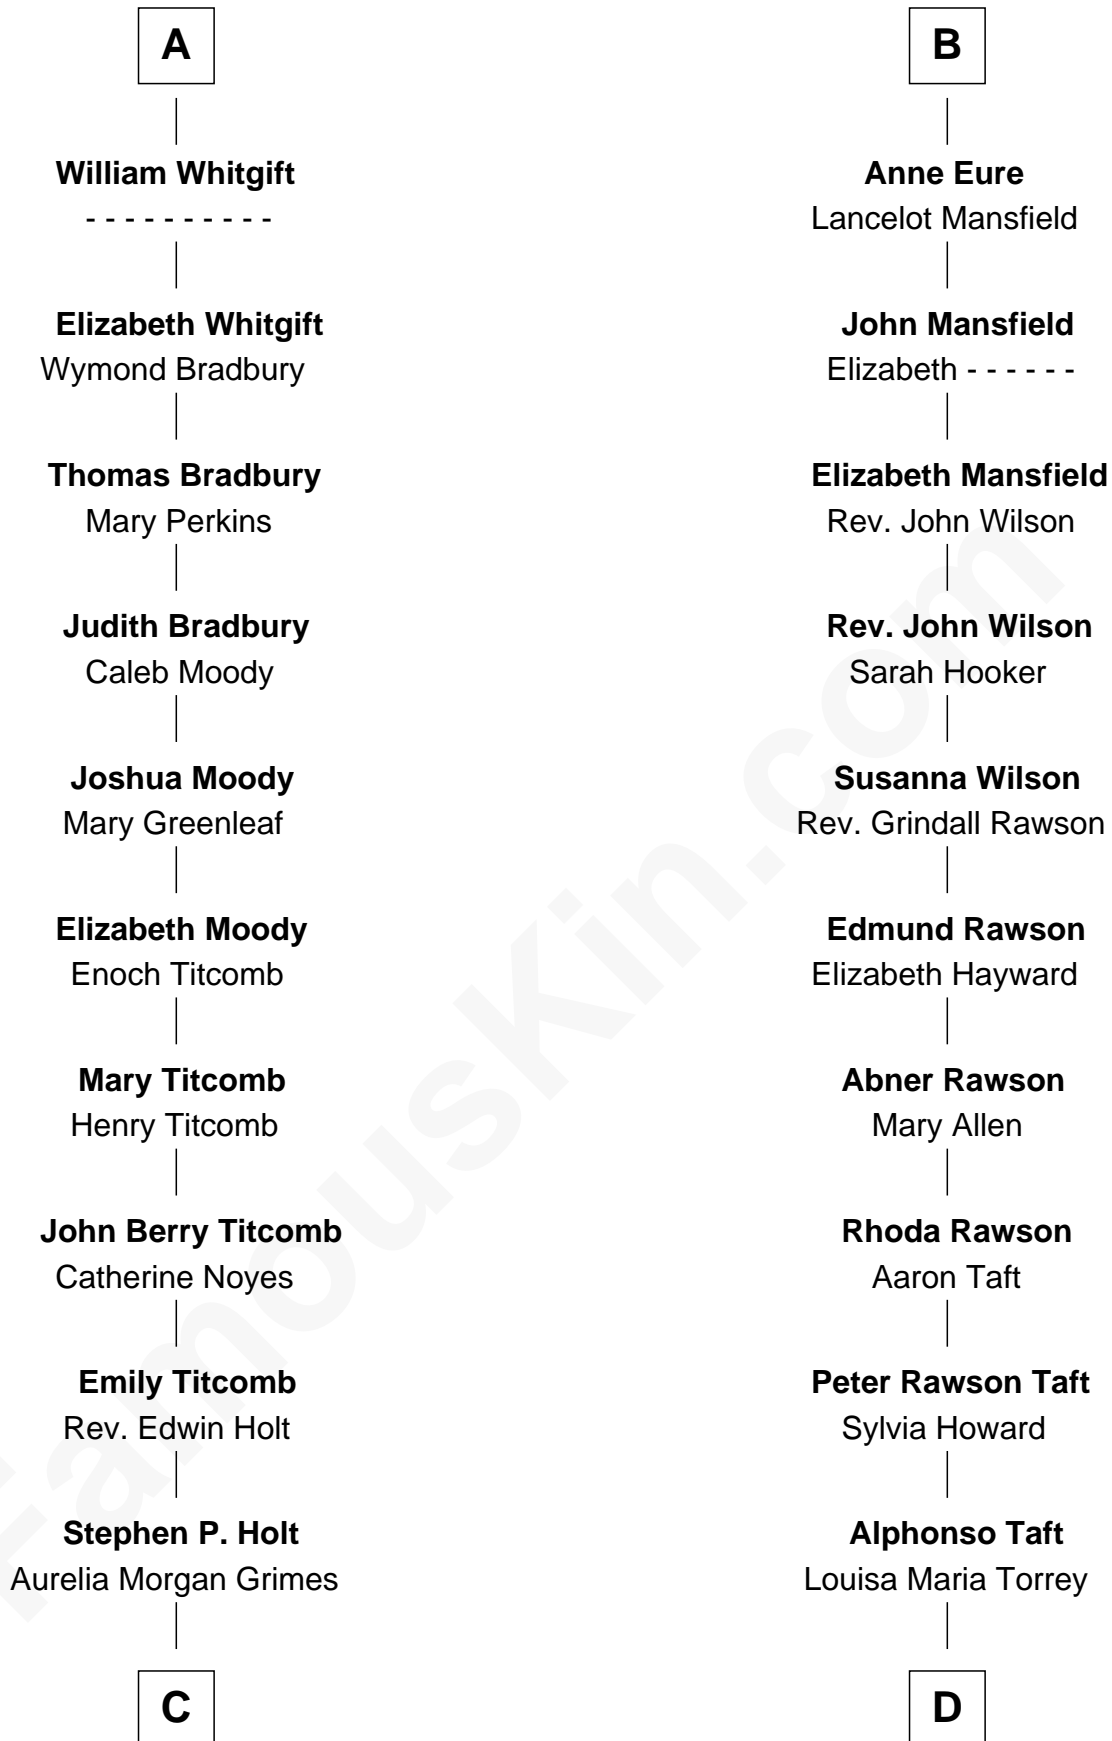 A
William Whitgift
- - - - - - - - - -
Elizabeth Whitgift
Wymond Bradbury
Thomas Bradbury
Mary Perkins
Judith Bradbury
Caleb Moody
Joshua Moody
Mary Greenleaf
Elizabeth Moody
Enoch Titcomb
Mary Titcomb
Henry Titcomb
John Berry Titcomb
Catherine Noyes
Emily Titcomb
Rev. Edwin Holt
Stephen P. Holt
Aurelia Morgan Grimes
C
B
Anne Eure
Lancelot Mansfield
John Mansfield
Elizabeth - - - - - -
Elizabeth Mansfield
Rev. John Wilson
Rev. John Wilson
Sarah Hooker
Susanna Wilson
Rev. Grindall Rawson
Edmund Rawson
Elizabeth Hayward
Abner Rawson
Mary Allen
Rhoda Rawson
Aaron Taft
Peter Rawson Taft
Sylvia Howard
Alphonso Taft
Louisa Maria Torrey
D
FamousKin.com